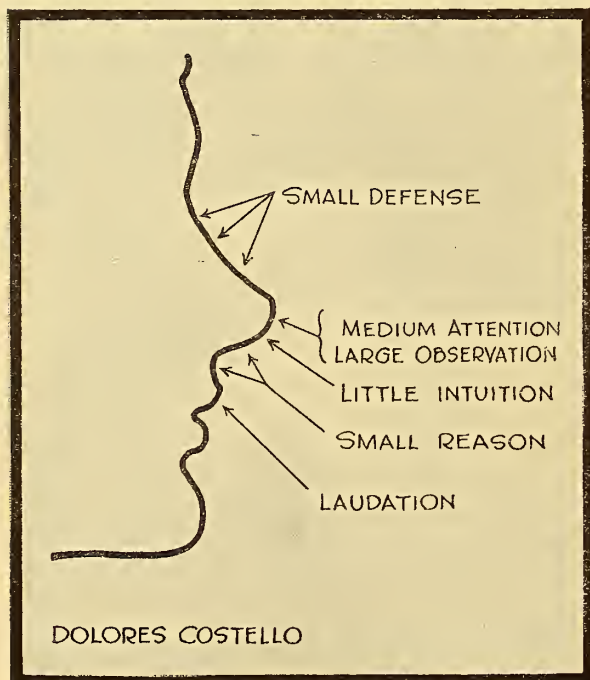 SMALL DEFENSE
MEDIUM ATTENTION
LARGE OBSERVATION
LITTLE INTUITION
SMALL REASON
LAUDATION
DOLORES COSTELLO